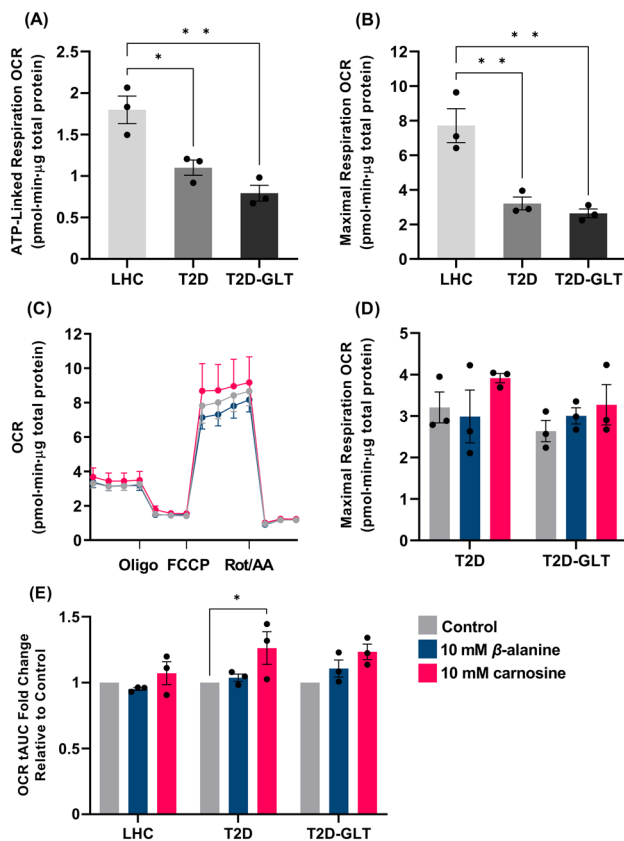 (A)
ATP-Linked Respiration OCR
(pmol-min-μg total protein)
2.5
2
1.5
1
0.5
0
*
* *
LHC
T2D
T2D-GLT
(B)
Maximal Respiration OCR
(pmol-min-μg total protein)
12
10
8
6
4
2
0
* *
* *
LHC
T2D
T2D-GLT
(C)
OCR
(pmol-min-μg total protein)
12
10
8
6
4
2
0
Oligo
FCCP
Rot/AA
(D)
Maximal Respiration OCR
(pmol-min-μg total protein)
5
4
3
2
1
0
T2D
T2D-GLT
(E)
OCR tAUC Fold Change
Relative to Control
1.5
1
0.5
0
*
LHC
T2D
T2D-GLT
Control
10 mM β-alanine
10 mM carnosine